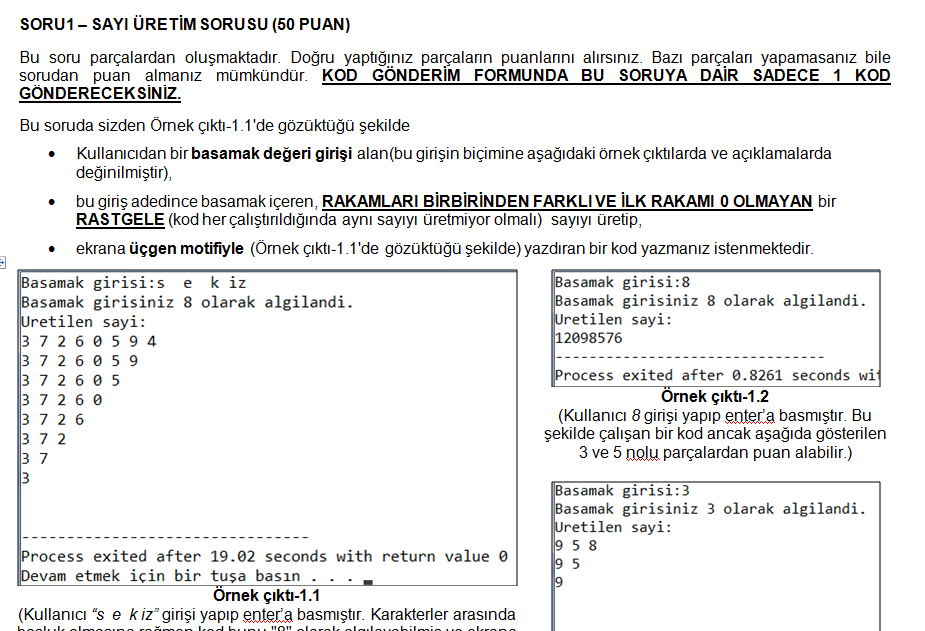 SORU1 – SAYI ÜRETİM SORUSU (50 PUAN)
Bu soru parçalardan oluşmaktadır. Doğru yaptığınız parçaların puanlarını alırsınız. Bazı parçaları yapamasanız bile
sorudan puan almanız mümkündür. KOD GÖNDERİM FORMUNDA BU SORUYA DAİR SADECE 1 KOD
GÖNDERECEKSİNİZ.
Bu soruda sizden Örnek çıktı-1.1'de gözüktüğü şekilde
• Kullanıcıdan bir basamak değeri girişi alan(bu girişin biçimine aşağıdaki örnek çıktılarda ve açıklamalarda
değinilmiştir),
• bu giriş adedince basamak içeren, RAKAMLARI BİRBİRİNDEN FARKLI VE İLK RAKAMI 0 OLMAYAN bir
RASTGELE (kod her çalıştırıldığında aynı sayıyı üretmiyor olmalı) sayıyı üretip,
• ekrana üçgen motifiyle (Örnek çıktı-1.1'de gözüktüğü şekilde) yazdıran bir kod yazmanız istenmektedir.
Basamak girisi:s e k iz
Basamak girisiniz 8 olarak algilandi.
Uretilen sayi:
3 7 2 6 0 5 9 4
3 7 2 6 0 5 9
3 7 2 6 0 5
3 7 2 6 0
3 7 2 6
3 7 2
3 7
3
--------------------------------
Process exited after 19.02 seconds with return value 0
Devam etmek için bir tuşa basın . . .
Örnek çıktı-1.1
(Kullanıcı “s e k iz” girişi yapıp enter’a basmıştır. Karakterler arasında
boşluk olmasına rağmen kod bunu "8" olarak algılayabilmiş ve ekrana
Basamak girisi:8
Basamak girisiniz 8 olarak algilandi.
Uretilen sayi:
12098576
--------------------------------
Process exited after 0.8261 seconds wit
Örnek çıktı-1.2
(Kullanıcı 8 girişi yapıp enter’a basmıştır. Bu
şekilde çalışan bir kod ancak aşağıda gösterilen
3 ve 5 nolu parçalardan puan alabilir.)
Basamak girisi:3
Basamak girisiniz 3 olarak algilandi.
Uretilen sayi:
9 5 8
9 5
9